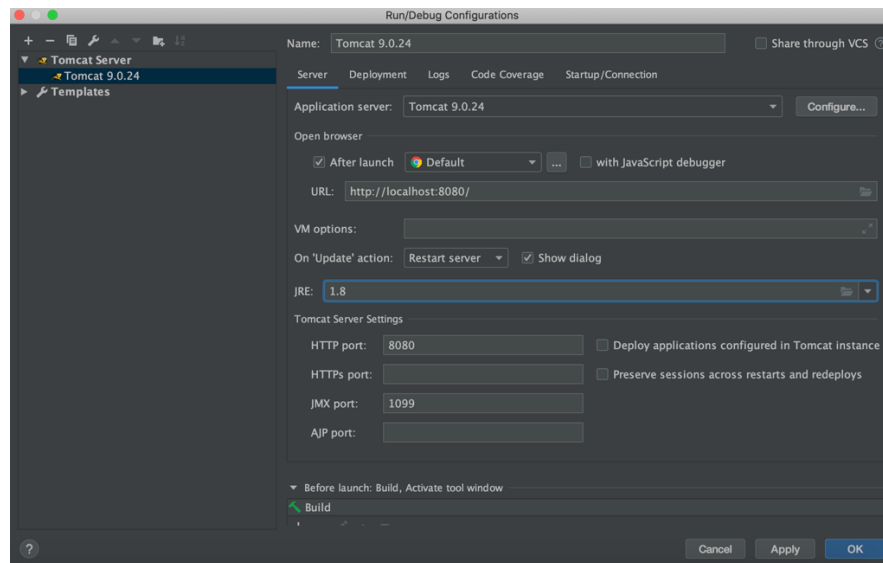 Run/Debug Configurations
Name: Tomcat 9.0.24 Share through VCS ?
Tomcat Server
Tomcat 9.0.24
Templates
Server Deployment Logs Code Coverage Startup/Connection
Application server: Tomcat 9.0.24 Configure...
Open browser
After launch Default ... with JavaScript debugger
URL: http://localhost:8080/
VM options:
On 'Update' action: Restart server Show dialog
JRE: 1.8
Tomcat Server Settings
HTTP port: 8080 Deploy applications configured in Tomcat instance
HTTPs port: Preserve sessions across restarts and redeploys
JMX port: 1099
AJP port:
Before launch: Build, Activate tool window
Build
? Cancel Apply OK